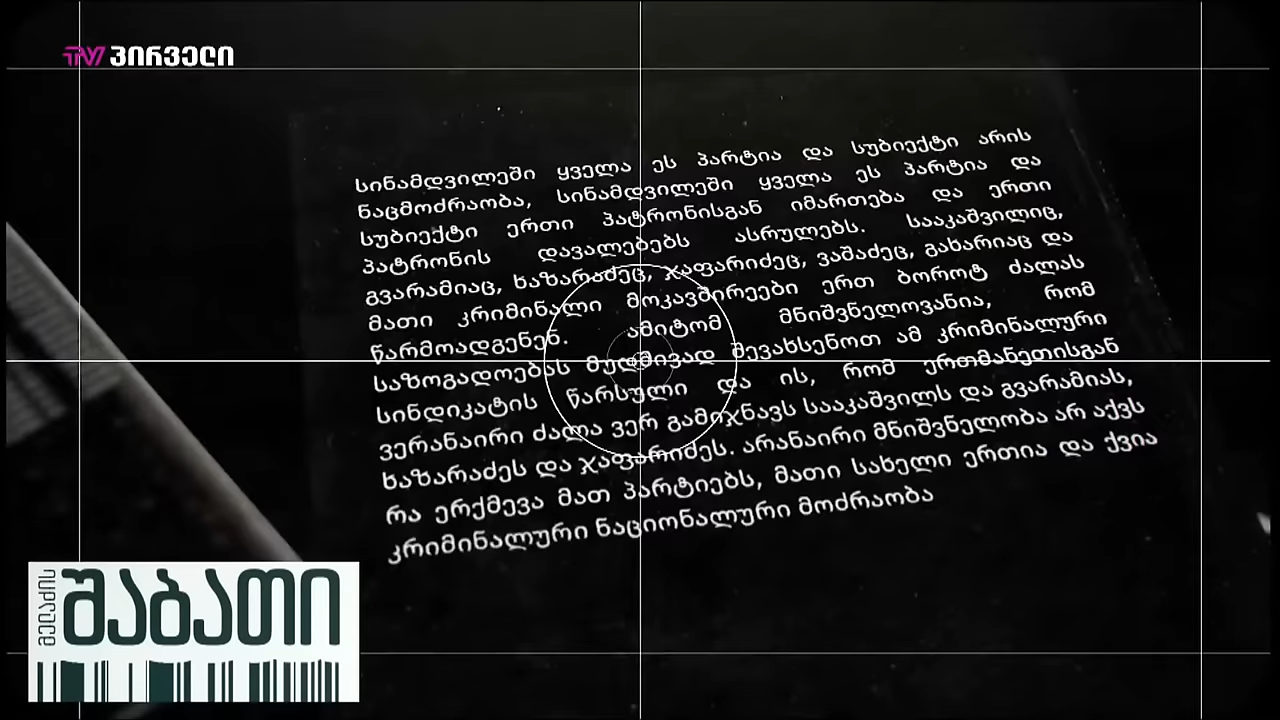 TV პირველი
სინამდვილეში ყველა ეს პარტია და სუბიექტი არის
ნაცმოძრაობა, სინამდვილეში ყველა ეს პარტია და
სუბიექტი ერთი პატრონისგან იმართება და ერთი
პატრონის დავალებებს ასრულებს. სააკაშვილიც,
გვარამიაც, ხაზარაძეც, ჯაფარიძეც, ვაშაძეც, გახარიაც და
მათი კრიმინალი მოკავშირეები ერთ ბოროტ ძალას
წარმოადგენენ. ამიტომ მნიშვნელოვანია, რომ
საზოგადოებას მუდმივად შევახსენოთ ამ კრიმინალური
სინდიკატის წარსული და ის, რომ ერთმანეთისგან
ვერანაირი ძალა ვერ გამიჯნავს სააკაშვილს და გვარამიას,
ხაზარაძეს და ჯაფარიძეს. არანაირი მნიშვნელობა არ აქვს
რა ერქმევა მათ პარტიებს, მათი სახელი ერთია და ქვია
კრიმინალური ნაციონალური მოძრაობა
მელაძის
შაბათი